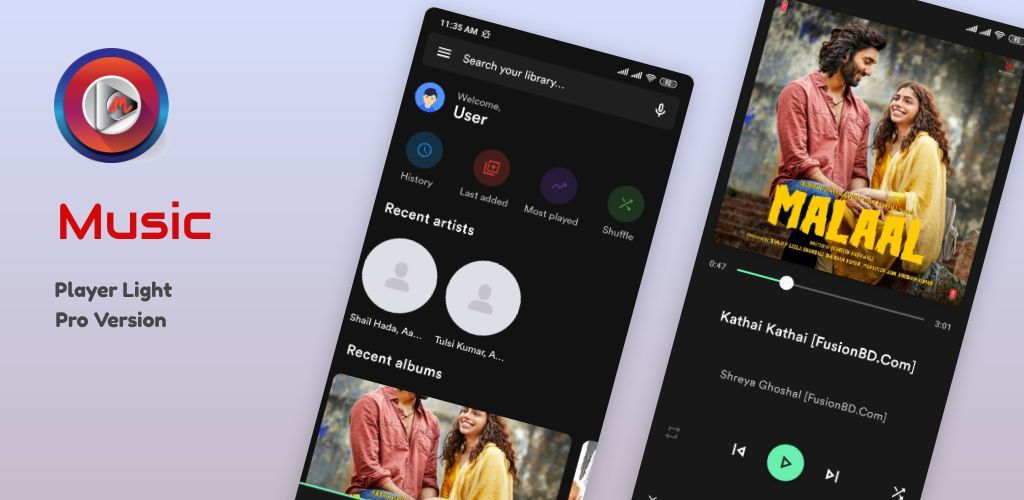 Music
Player Light
Pro Version
11:35 AM
92
Search your library...
Welcome,
User
History
Last added
Most played
Shuffle
Recent artists
Shail Hada, Aa...
Tulsi Kumar, A...
Recent albums
92
MALAAL
0:47
3:01
Kathai Kathai [FusionBD.Com]
Shreya Ghoshal [FusionBD.Com]